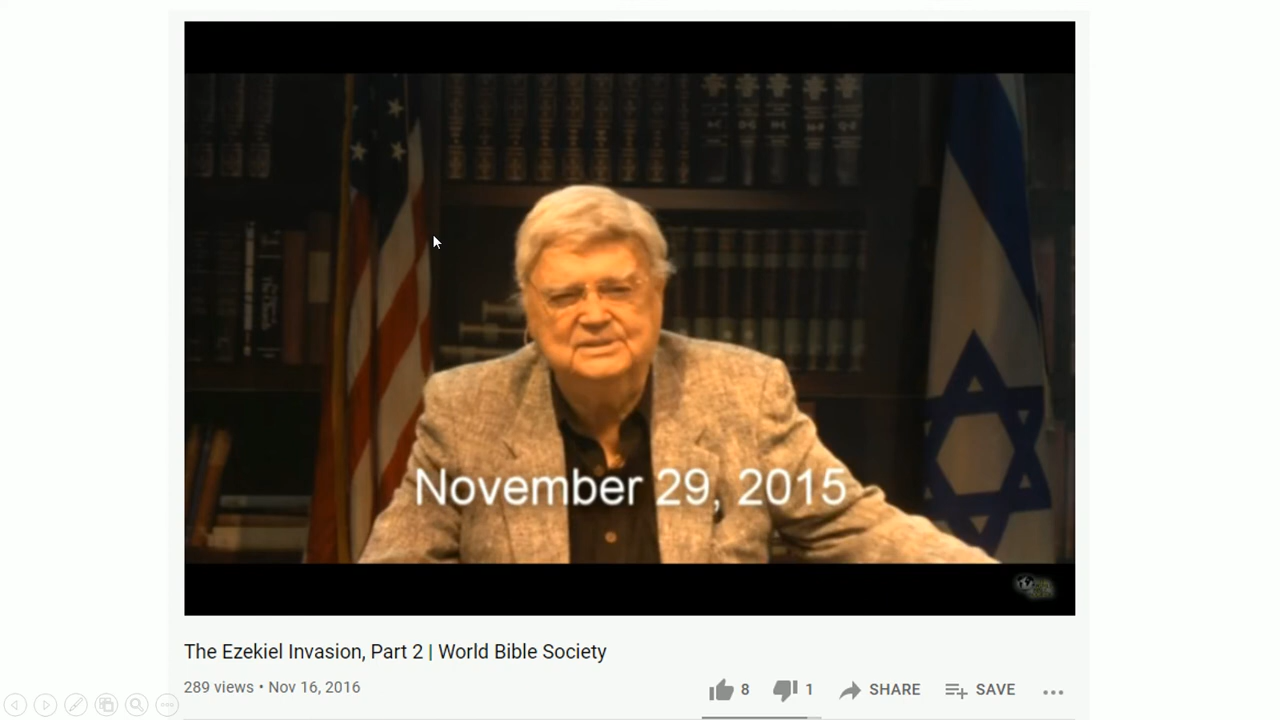 November 29, 2015
The Ezekiel Invasion, Part 2 | World Bible Society
289 views • Nov 16, 2016
8
1
SHARE
SAVE